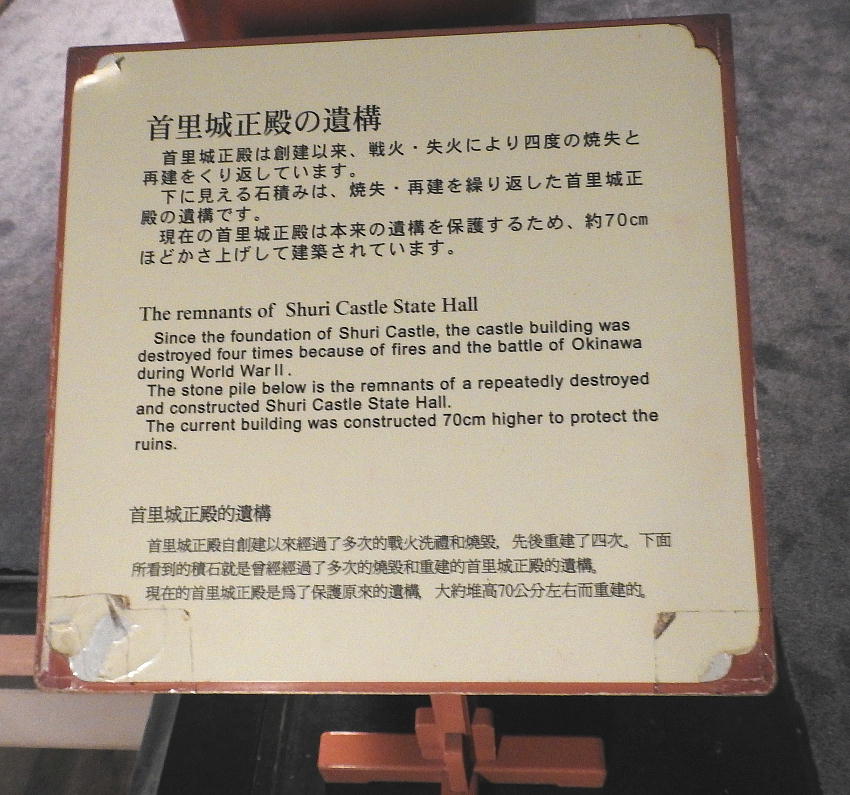 首里城正殿の遺構
首里城正殿は創建以来、戦火・失火により四度の焼失と
再建をくり返しています。
下に見える石積みは、焼失・再建を繰り返した首里城正
殿の遺構です。
現在の首里城正殿は本来の遺構を保護するため、約70㎝
ほどかさ上げして建築されています。
The remnants of Shuri Castle State Hall
Since the foundation of Shuri Castle, the castle building was
destroyed four times because of fires and the battle of Okinawa
during World War II.
The stone pile below is the remnants of a repeatedly destroyed
and constructed Shuri Castle State Hall.
The current building was constructed 70cm higher to protect the
ruins.
首里城正殿的遺構
首里城正殿自創建以來經過了多次的戰火洗禮和燒毀，先後重建了四次。下面
所看到的積石就是曾經經過了多次的燒毀和重建的首里城正殿的遺構。
現在的首里城正殿是爲了保護原來的遺構，大約堆高70公分左右而重建的。